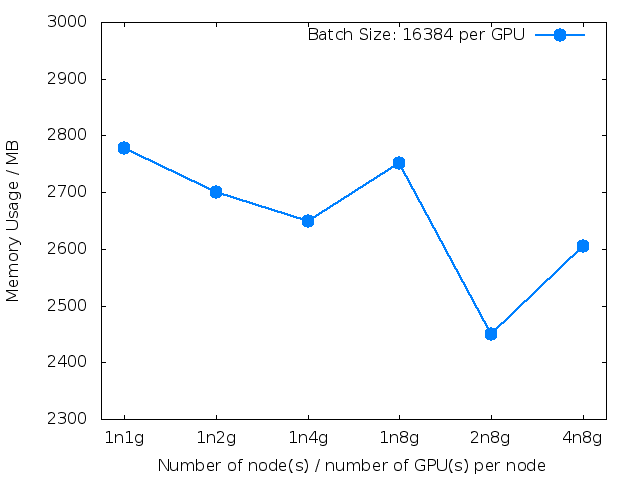 3000
2900
2800
2700
2600
2500
2400
2300
Memory Usage / MB
Batch Size: 16384 per GPU
1n1g 1n2g 1n4g 1n8g 2n8g 4n8g
Number of node(s) / number of GPU(s) per node